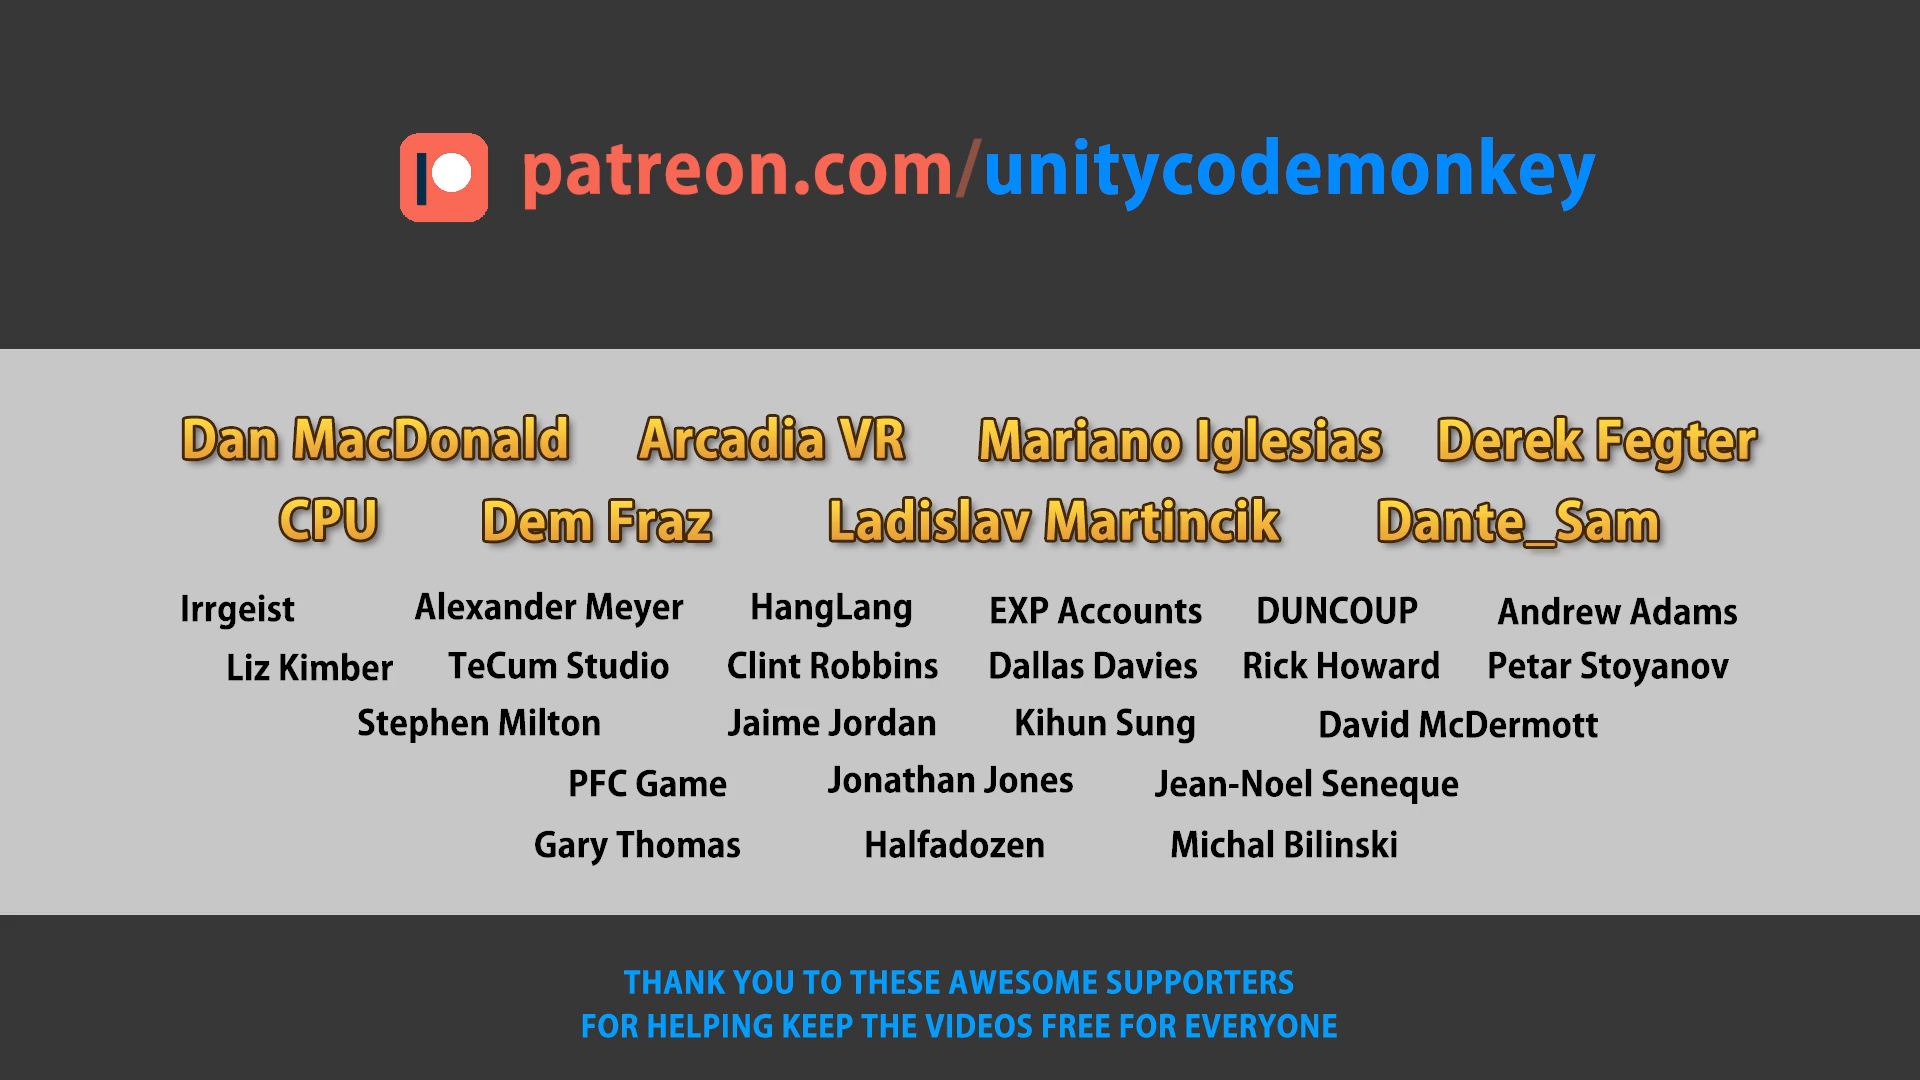 patreon.com/unitycodemonkey
Dan MacDonald Arcadia VR Mariano Iglesias Derek Fegter
CPU Dem Fraz Ladislav Martincik Dante_Sam
Irrgeist Alexander Meyer HangLang EXP Accounts DUNCOUP Andrew Adams
Liz Kimber TeCum Studio Clint Robbins Dallas Davies Rick Howard Petar Stoyanov
Stephen Milton Jaime Jordan Kihun Sung David McDermott
PFC Game Jonathan Jones Jean-Noel Seneque
Gary Thomas Halfadozen Michal Bilinski
THANK YOU TO THESE AWESOME SUPPORTERS
FOR HELPING KEEP THE VIDEOS FREE FOR EVERYONE